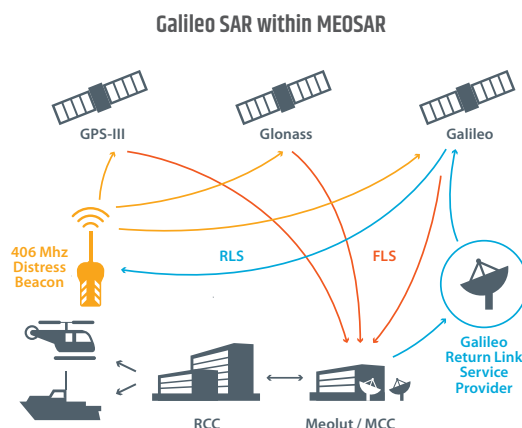 Galileo SAR within MEOSAR
GPS-III
Glonass
Galileo
406 Mhz
Distress
Beacon
RLS
FLS
Galileo
Return Link
Service
Provider
RCC
Meolut / MCC